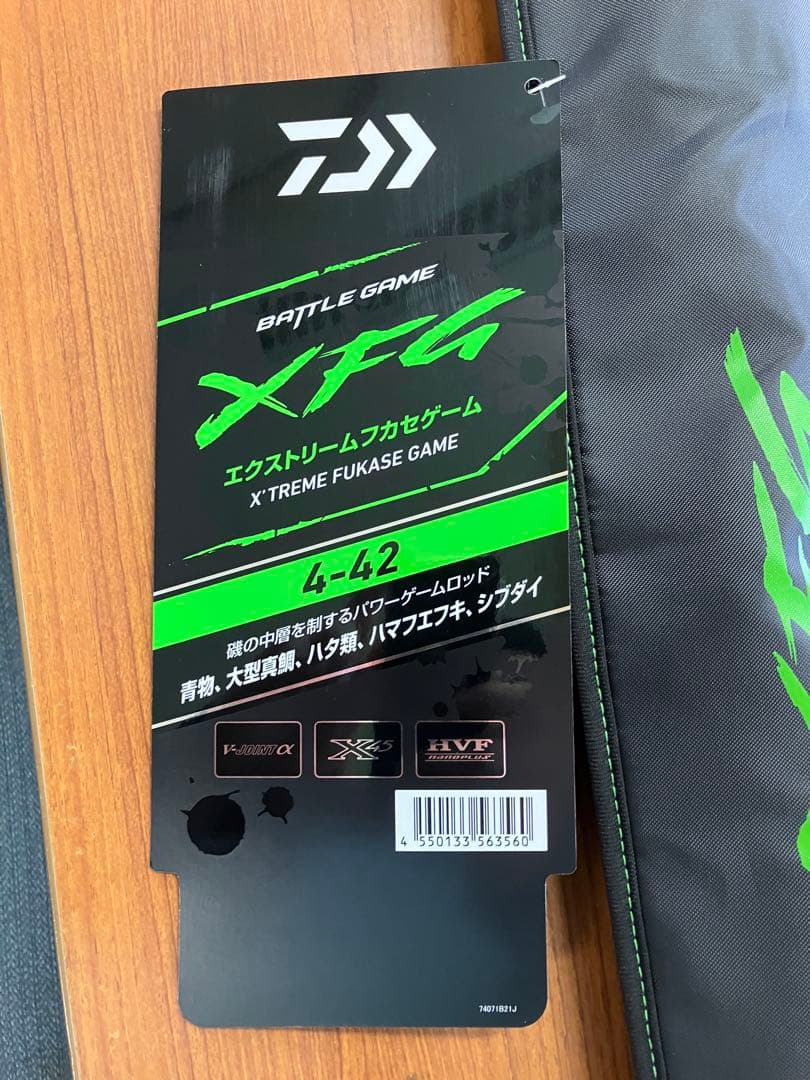 BATTLE GAME
XFG
エクストリームフカセゲーム
X'TREME FUKASE GAME
4-42
磯の中層を制するパワーゲームロッド
青物、大型真鯛、ハタ類、ハマフエフキ、シブダイ
V-JOINT α
X45
HVF
nanoPLUS
4 550133 563560
74071B21J